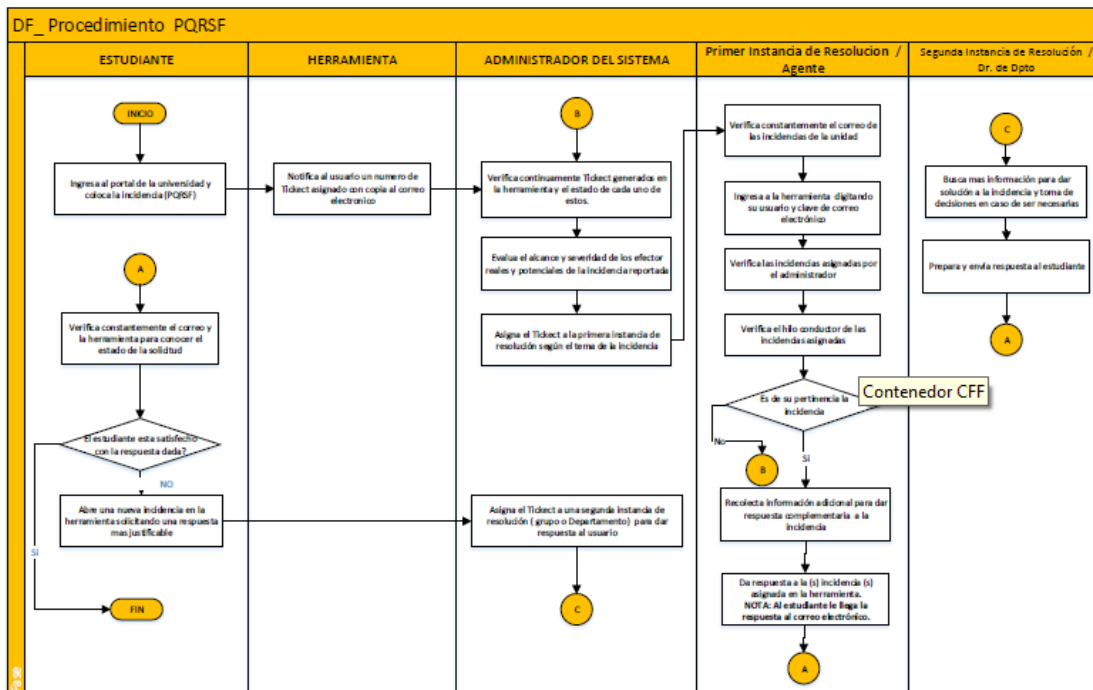 DF_ Procedimiento PQRSF
ESTUDIANTE
HERRAMIENTA
ADMINISTRADOR DEL SISTEMA
Primer Instancia de Resolucion /
Agente
Segunda Instancia de Resolución /
Dr. de Dpto
INICIO
Ingresa al portal de la universidad y
coloca la incidencia (PQRSF)
A
Verifica constantemente el correo y
la herramienta para conocer el
estado de la solicitud
El estudiante esta satisfecho
con la respuesta dada?
NO
SI
Abre una nueva incidencia en la
herramienta solicitando una respuesta
mas justificable
FIN
Notifica al usuario un numero de
Tickect asignado con copia al correo
electronico
B
Verifica continuamente Tickect generados en
la herramienta y el estado de cada uno de
estos.
Evalua el alcance y severidad de los efector
reales y potenciales de la incidencia reportada
Asigna el Tickect a la primera instancia de
resolución según el tema de la incidencia
Asigna el Tickect a una segunda instancia de
resolución ( grupo o Departamento) para dar
respuesta al usuario
C
Verifica constantemente el correo de
las incidencias de la unidad
Ingresa a la herramienta digitando
su usuario y clave de correo
electrónico
Verifica las incidencias asignadas por
el administrador
Verifica el hilo conductor de las
incidencias asignadas
Es de su pertinencia la
incidencia
Contenedor CFF
No
B
Si
Recolecta información adicional para dar
respuesta complementaria a la
incidencia
Da respuesta a la (s) incidencia (s)
asignada en la herramienta.
NOTA: Al estudiante le llega la
respuesta al correo electrónico.
A
C
Busca mas información para dar
solución a la incidencia y toma de
decisiones en caso de ser necesarias
Prepara y envía respuesta al estudiante
A
Fase